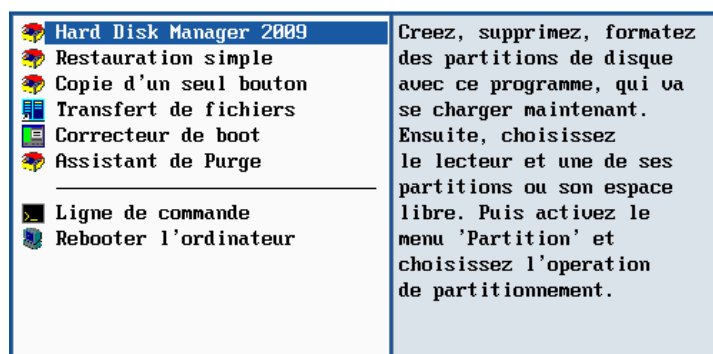 Hard Disk Manager 2009
Restauration simple
Copie d'un seul bouton
Transfert de fichiers
Correcteur de boot
Assistant de Purge
Ligne de commande
Rebooter l'ordinateur
Creez, supprimez, formatez
des partitions de disque
avec ce programme, qui va
se charger maintenant.
Ensuite, choisissez
le lecteur et une de ses
partitions ou son espace
libre. Puis activez le
menu 'Partition' et
choisissez l'operation
de partitionnement.